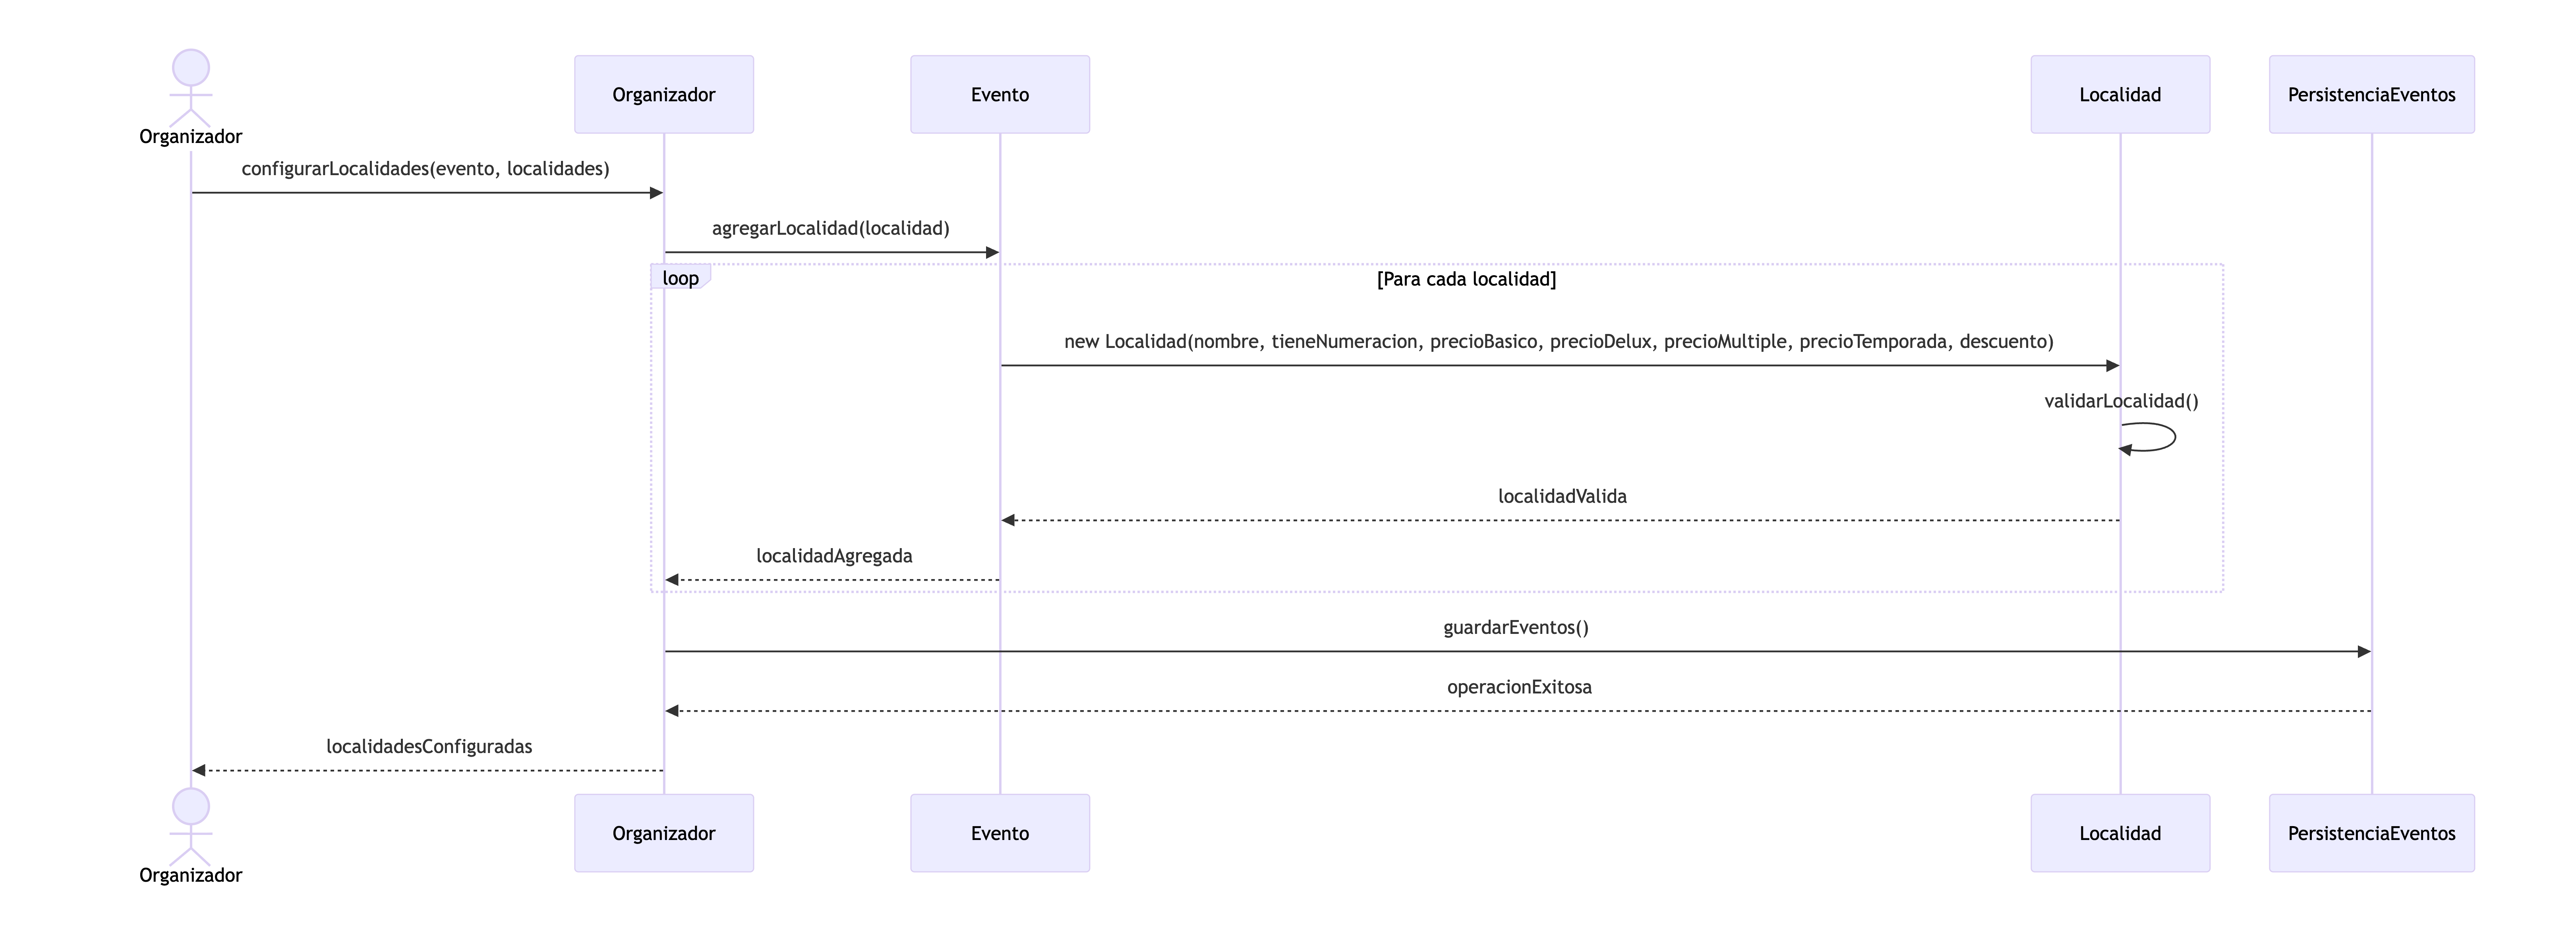 Organizador
Organizador
Evento
Localidad
PersistenciaEventos
configurarLocalidades(evento, localidades)
agregarLocalidad(localidad)
loop
[Para cada localidad]
new Localidad(nombre, tieneNumeracion, precioBasico, precioDelux, precioMultiple, precioTemporada, descuento)
validarLocalidad()
localidadValida
localidadAgregada
guardarEventos()
operacionExitosa
localidadesConfiguradas
Organizador
Organizador
Evento
Localidad
PersistenciaEventos